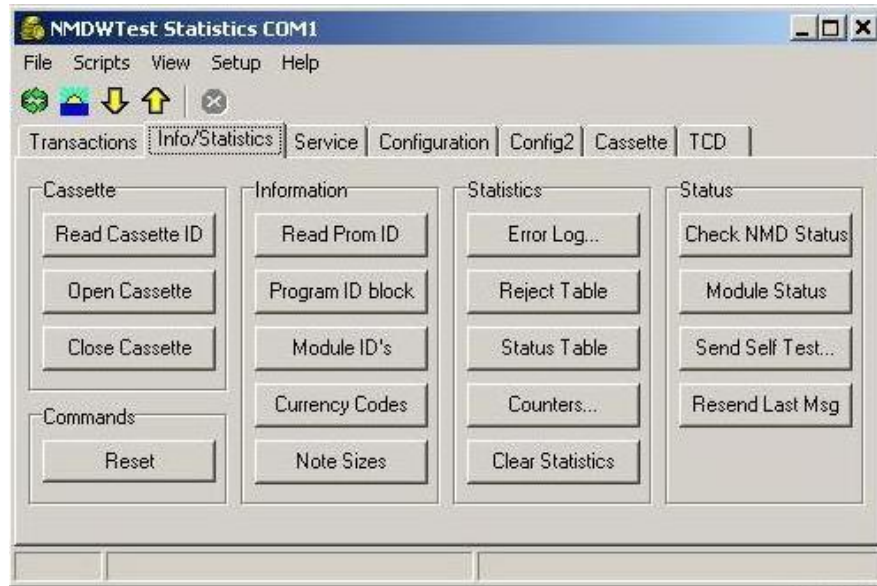 NMDWTest Statistics COM1
File Scripts View Setup Help
Transactions Info/Statistics Service Configuration Config2 Cassette TCD
Cassette
Read Cassette ID
Open Cassette
Close Cassette
Commands
Reset
Information
Read Prom ID
Program ID block
Module ID's
Currency Codes
Note Sizes
Statistics
Error Log...
Reject Table
Status Table
Counters...
Clear Statistics
Status
Check NMD Status
Module Status
Send Self Test...
Resend Last Msg